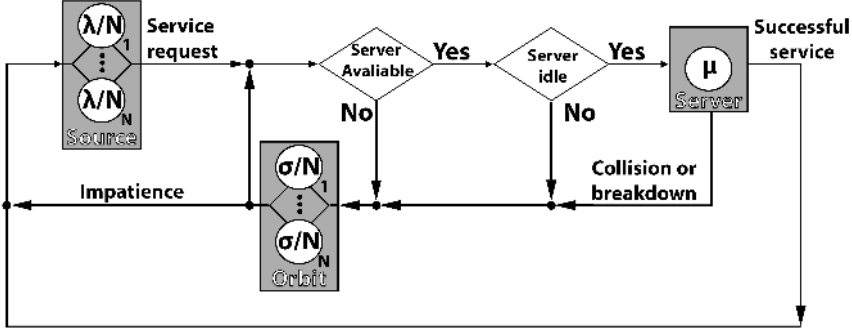 λ/N
1
λ/N
N
Source
Service
request
Server
Avaliable
Yes
No
Server
idle
Yes
No
μ
Server
Successful
service
Collision or
breakdown
σ/N
1
σ/N
N
Orbit
Impatience